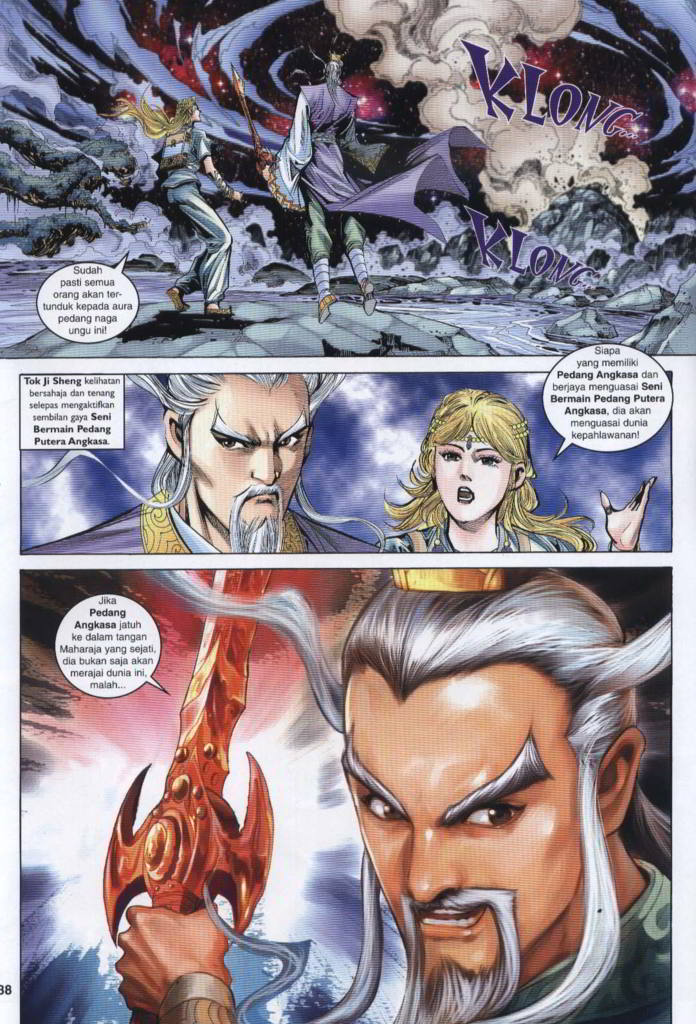 KLONG...
KLONG...
Sudah
pasti semua
orang akan ter-
tunduk kepada aura
pedang naga
ungu ini!
Tok Ji Sheng kelihatan
bersahaja dan tenang
selepas mengaktifkan
sembilan gaya Seni
Bermain Pedang
Putera Angkasa.
Siapa
yang memiliki
Pedang Angkasa dan
berjaya menguasai Seni
Bermain Pedang Putera
Angkasa, dia akan
menguasai dunia
kepahlawanan!
Jika
Pedang
Angkasa jatuh
ke dalam tangan
Maharaja yang sejati,
dia bukan saja akan
merajai dunia ini,
malah...
38